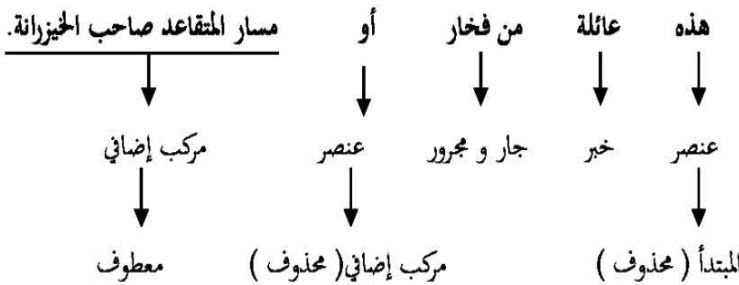 هذه عائلة من فخار أو مسار المتقاعد صاحب الخيزرانة.
عنصر خبر جار و مجرور عنصر مركب إضافي
المبتدأ ( محذوف ) مركب إضافي( محذوف ) معطوف